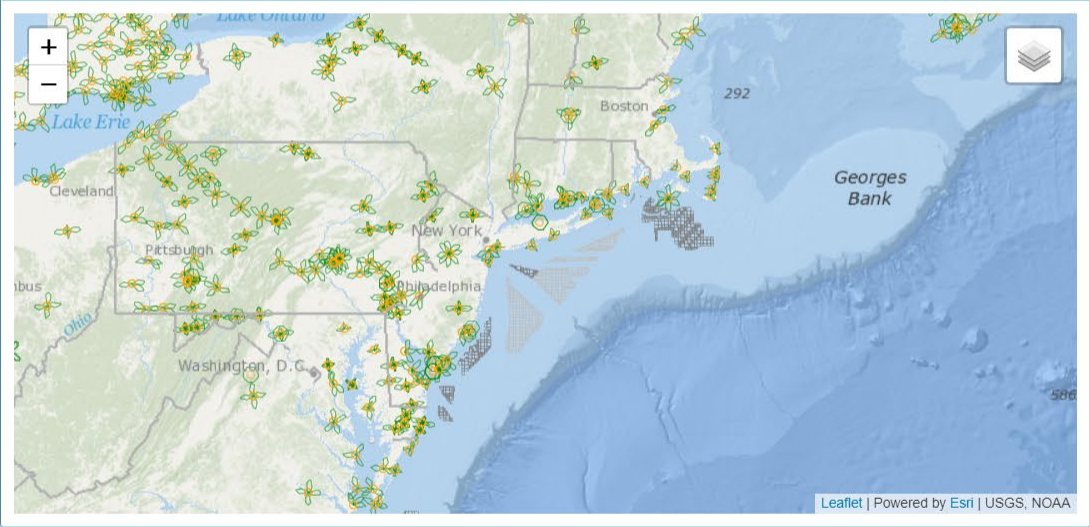 Lake Ontario
+
−
292
Boston
Lake Erie
Georges
Bank
Cleveland
New York
Pittsburgh
bus
Philadelphia
Ohio
Washington, D.C.
586
Leaflet | Powered by Esri | USGS, NOAA